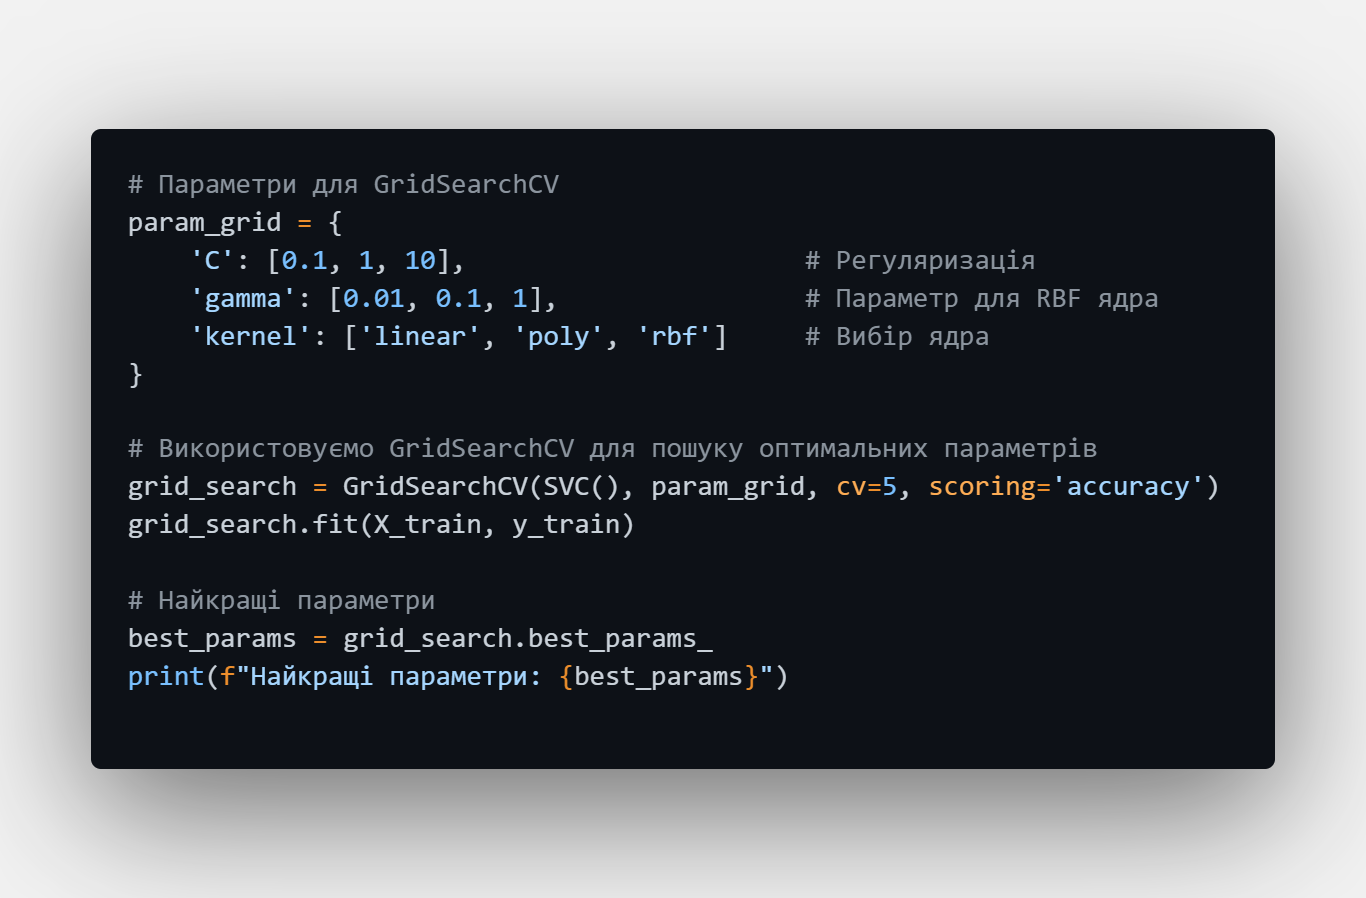 # Параметри для GridSearchCV
param_grid = {
    'C': [0.1, 1, 10],                      # Регуляризація
    'gamma': [0.01, 0.1, 1],                # Параметр для RBF ядра
    'kernel': ['linear', 'poly', 'rbf']     # Вибір ядра
}
# Використовуємо GridSearchCV для пошуку оптимальних параметрів
grid_search = GridSearchCV(SVC(), param_grid, cv=5, scoring='accuracy')
grid_search.fit(X_train, y_train)
# Найкращі параметри
best_params = grid_search.best_params_
print(f"Найкращі параметри: {best_params}")